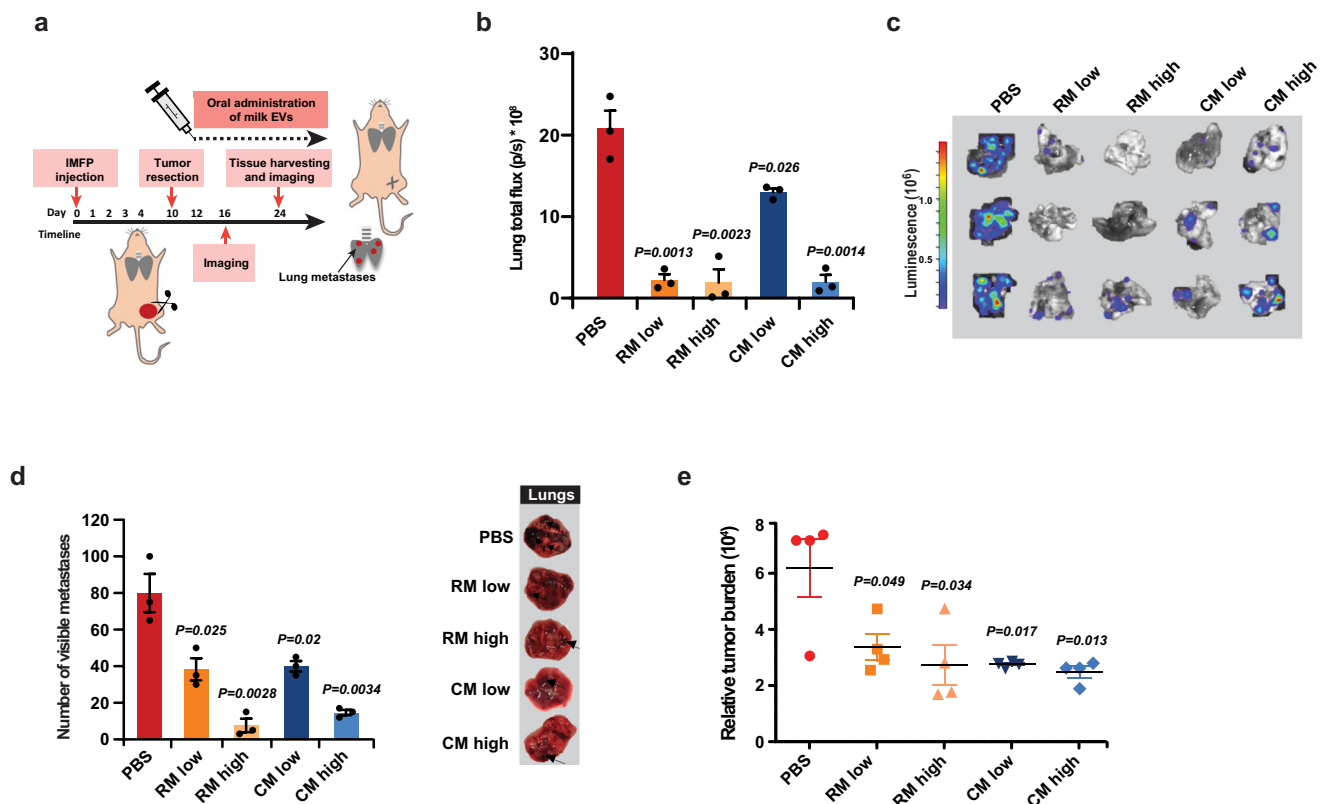 a
Oral administration
of milk EVs
IMFP
injection
Tumor
resection
Tissue harvesting
and imaging
Day 0 1 2 3 4 10 12 16 24
Timeline
Imaging
Lung metastases
b
Lung total flux (p/s) * 10⁸
30
20
10
0
P=0.0013
P=0.0023
P=0.026
P=0.0014
PBS
RM low
RM high
CM low
CM high
c
PBS
RM low
RM high
CM low
CM high
Luminescence (10⁶)
1.0
0.5
d
Number of visible metastases
120
100
80
60
40
20
0
P=0.025
P=0.0028
P=0.02
P=0.0034
PBS
RM low
RM high
CM low
CM high
Lungs
PBS
RM low
RM high
CM low
CM high
e
Relative tumor burden (10⁴)
8
6
4
2
0
P=0.049
P=0.034
P=0.017
P=0.013
PBS
RM low
RM high
CM low
CM high